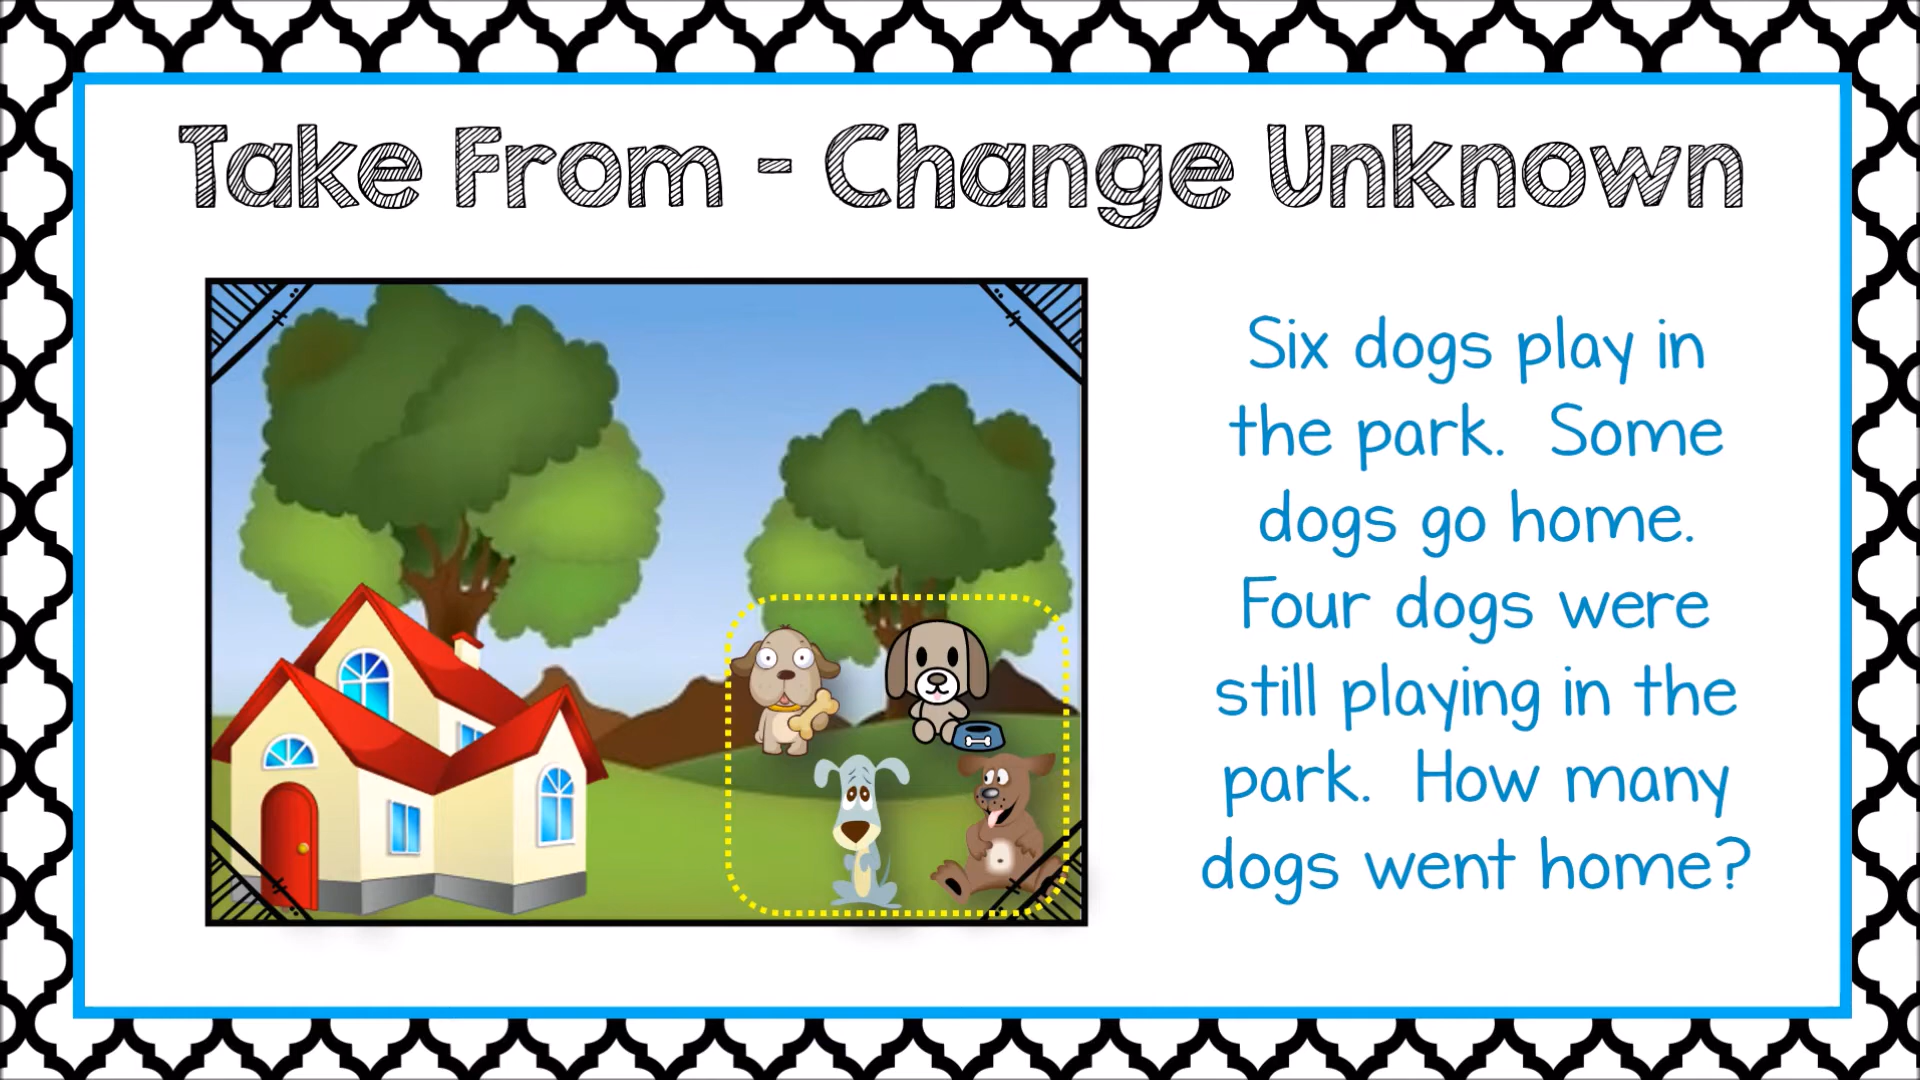 Take From - Change Unknown
Six dogs play in
the park. Some
dogs go home.
Four dogs were
still playing in the
park. How many
dogs went home?